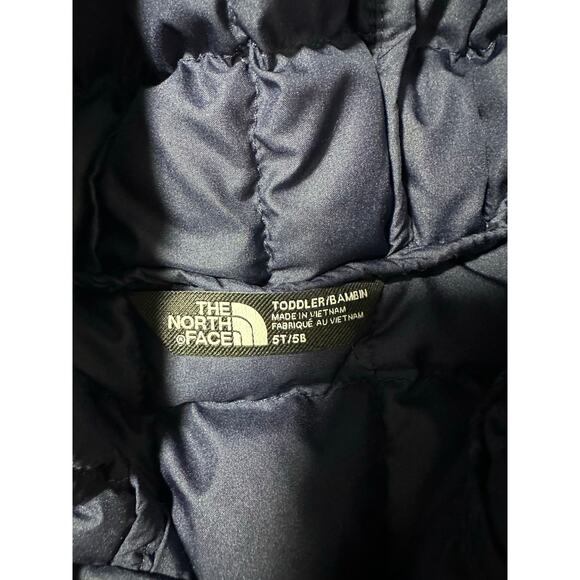 THE
NORTH
FACE
TODDLER/BAMBIN
MADE IN VIETNAM
FABRIQUÉ AU VIETNAM
5T/5B